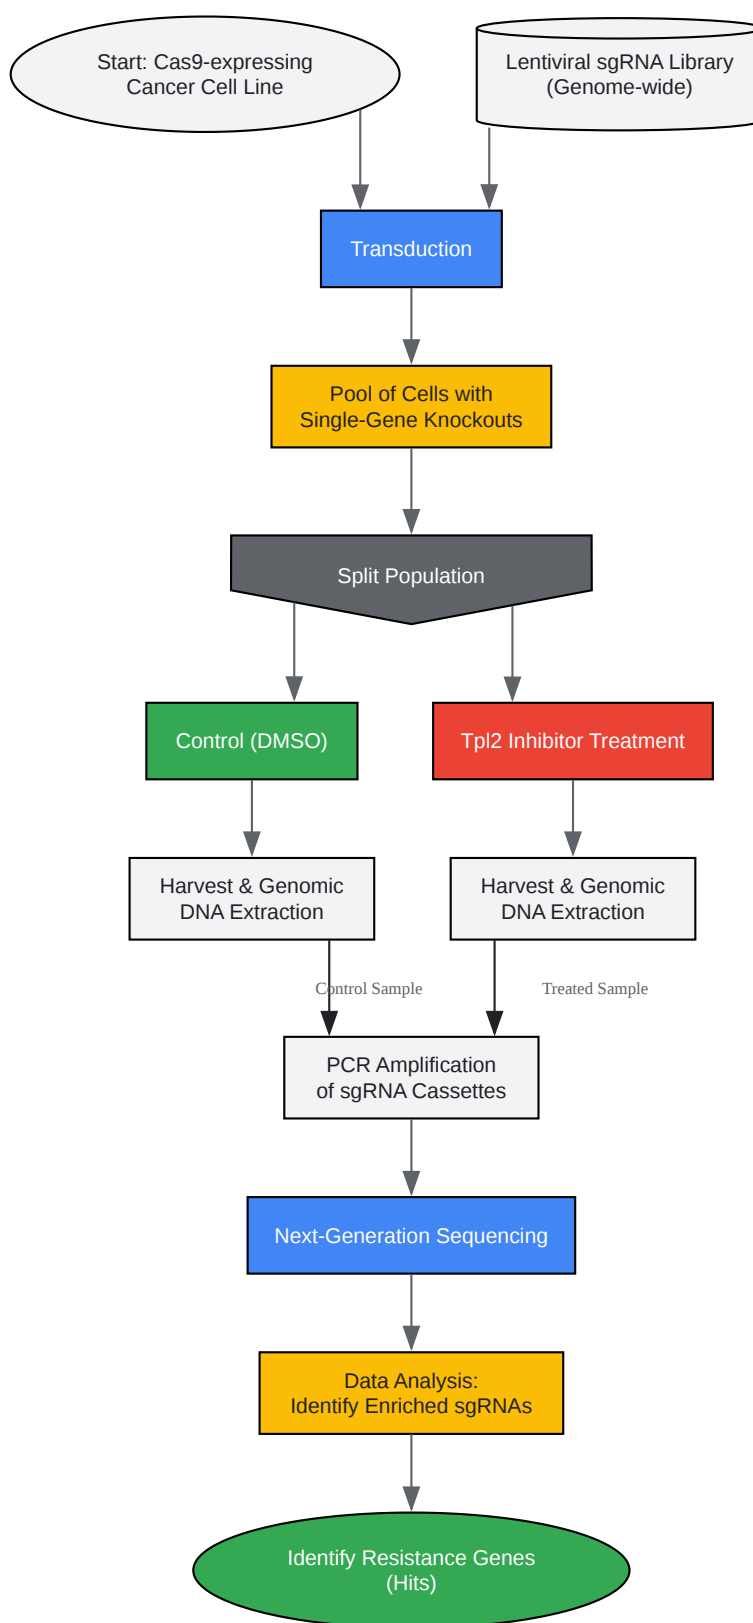 Start: Cas9-expressing
Cancer Cell Line
Lentiviral sgRNA Library
(Genome-wide)
Transduction
Pool of Cells with
Single-Gene Knockouts
Split Population
Control (DMSO)
Tpl2 Inhibitor Treatment
Harvest & Genomic
DNA Extraction
Harvest & Genomic
DNA Extraction
Control Sample
Treated Sample
PCR Amplification
of sgRNA Cassettes
Next-Generation Sequencing
Data Analysis:
Identify Enriched sgRNAs
Identify Resistance Genes
(Hits)